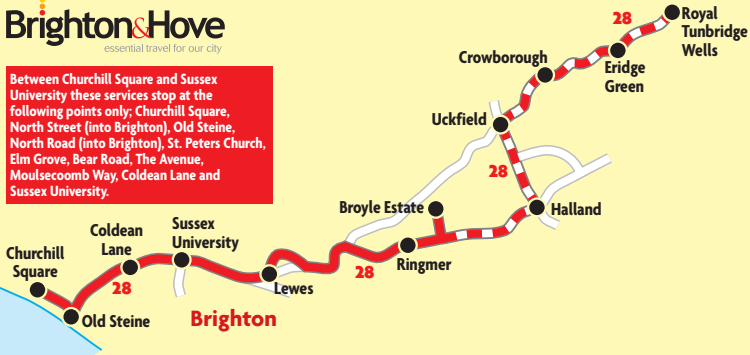 Brighton&Hove
essential travel for our city
Between Churchill Square and Sussex
University these services stop at the
following points only; Churchill Square,
North Street (into Brighton), Old Steine,
North Road (into Brighton), St. Peters Church,
Elm Grove, Bear Road, The Avenue,
Moulsecoomb Way, Coldean Lane and
Sussex University.
28
Royal
Tunbridge
Wells
Crowborough
Eridge
Green
Uckfield
28
Broyle Estate
Halland
Sussex
University
Coldean
Lane
Churchill
Square
Ringmer
28
Lewes
28
Old Steine
Brighton